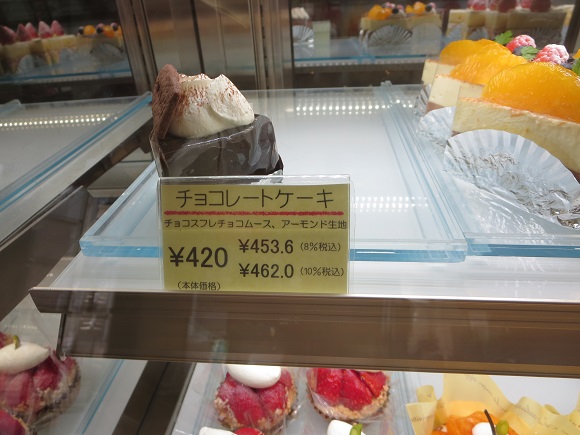 チョコレートケーキ
チョコスフレチョコムース、アーモンド生地
¥420 ¥453.6 (8%税込)
(本体価格) ¥462.0 (10%税込)